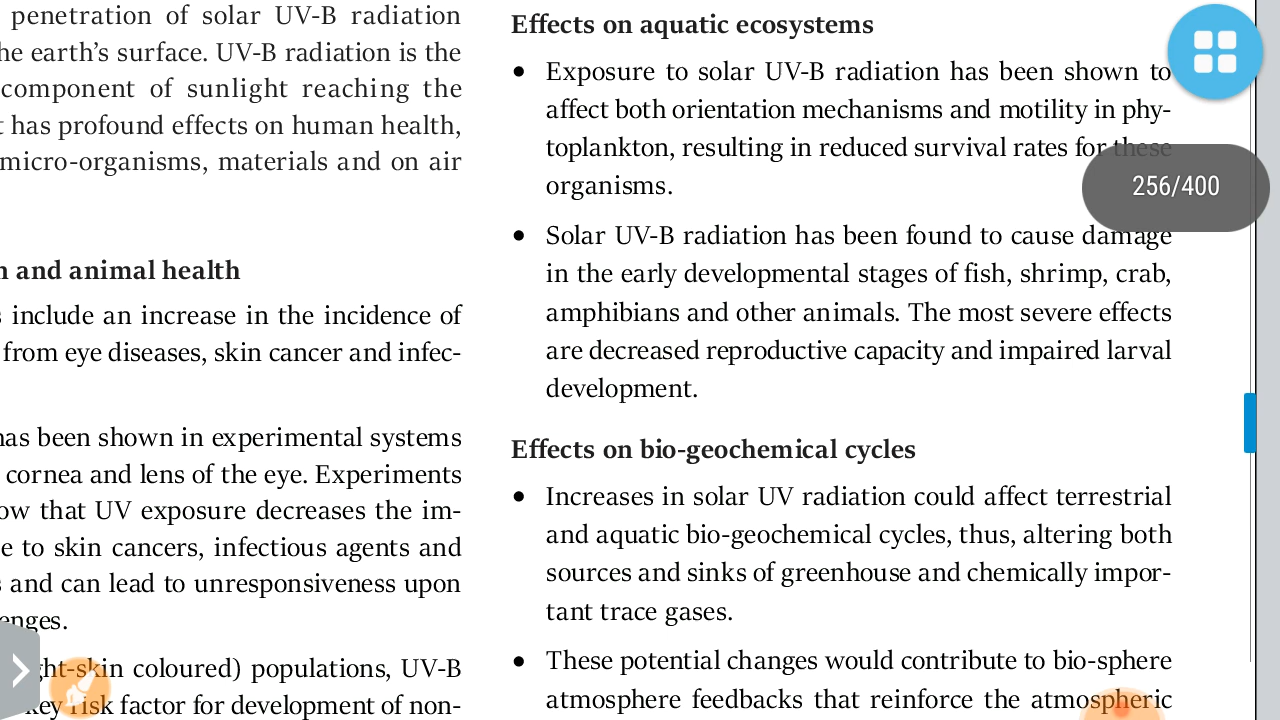 penetration of solar UV-B radiation
he earth's surface. UV-B radiation is the
component of sunlight reaching the
t has profound effects on human health,
micro-organisms, materials and on air
n and animal health
s include an increase in the incidence of
from eye diseases, skin cancer and infec-
has been shown in experimental systems
cornea and lens of the eye. Experiments
ow that UV exposure decreases the im-
e to skin cancers, infectious agents and
s and can lead to unresponsiveness upon
enges.
ght-skin coloured) populations, UV-B
key risk factor for development of non-
Effects on aquatic ecosystems
• Exposure to solar UV-B radiation has been shown to
affect both orientation mechanisms and motility in phy-
toplankton, resulting in reduced survival rates for these
organisms.
• Solar UV-B radiation has been found to cause damage
in the early developmental stages of fish, shrimp, crab,
amphibians and other animals. The most severe effects
are decreased reproductive capacity and impaired larval
development.
Effects on bio-geochemical cycles
• Increases in solar UV radiation could affect terrestrial
and aquatic bio-geochemical cycles, thus, altering both
sources and sinks of greenhouse and chemically impor-
tant trace gases.
• These potential changes would contribute to bio-sphere
atmosphere feedbacks that reinforce the atmospheric
256/400